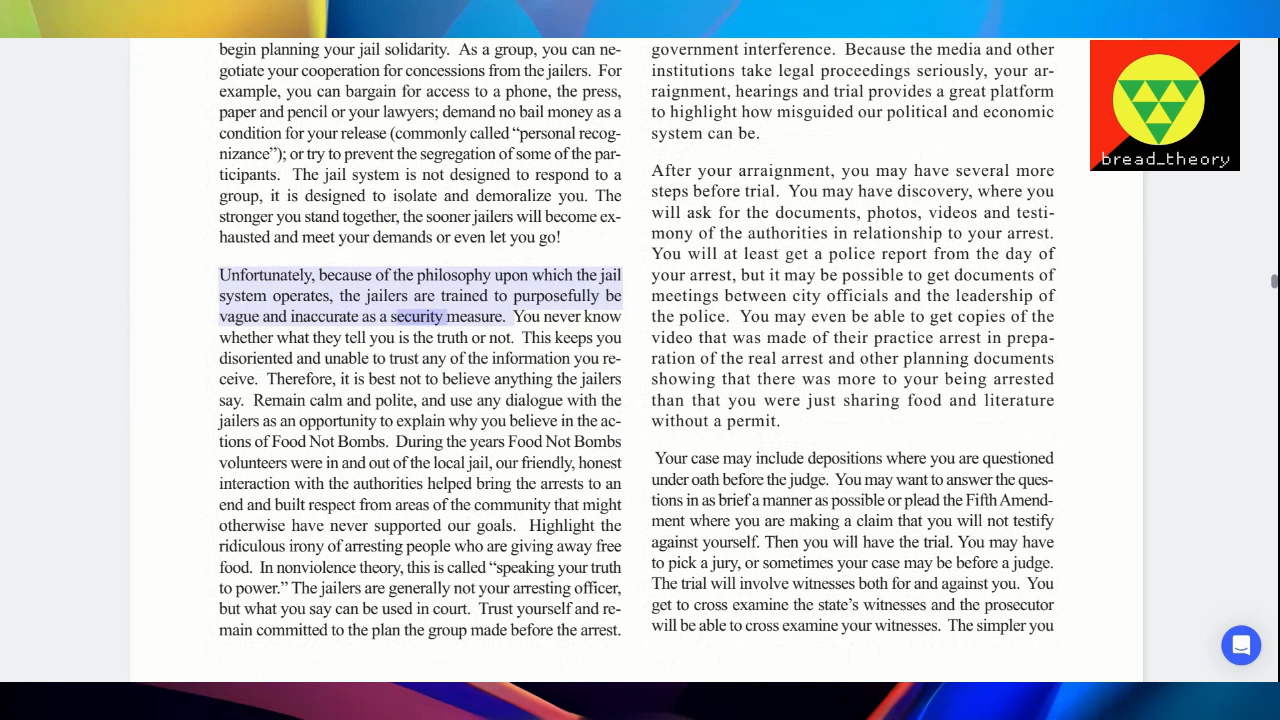 begin planning your jail solidarity.  As a group, you can ne-
gotiate your cooperation for concessions from the jailers.  For
example, you can bargain for access to a phone, the press,
paper and pencil or your lawyers; demand no bail money as a
condition for your release (commonly called “personal recog-
nizance”); or try to prevent the segregation of some of the par-
ticipants.  The jail system is not designed to respond to a
group, it is designed to isolate and demoralize you.  The
stronger you stand together, the sooner jailers will become ex-
hausted and meet your demands or even let you go!
Unfortunately, because of the philosophy upon which the jail
system operates, the jailers are trained to purposefully be
vague and inaccurate as a security measure.  You never know
whether what they tell you is the truth or not.  This keeps you
disoriented and unable to trust any of the information you re-
ceive.  Therefore, it is best not to believe anything the jailers
say.  Remain calm and polite, and use any dialogue with the
jailers as an opportunity to explain why you believe in the ac-
tions of Food Not Bombs.  During the years Food Not Bombs
volunteers were in and out of the local jail, our friendly, honest
interaction with the authorities helped bring the arrests to an
end and built respect from areas of the community that might
otherwise have never supported our goals.  Highlight the
ridiculous irony of arresting people who are giving away free
food.  In nonviolence theory, this is called “speaking your truth
to power.” The jailers are generally not your arresting officer,
but what you say can be used in court.  Trust yourself and re-
main committed to the plan the group made before the arrest.
government interference.  Because the media and other
institutions take legal proceedings seriously, your ar-
raignment, hearings and trial provides a great platform
to highlight how misguided our political and economic
system can be.
After your arraignment, you may have several more
steps before trial.  You may have discovery, where you
will ask for the documents, photos, videos and testi-
mony of the authorities in relationship to your arrest.
You will at least get a police report from the day of
your arrest, but it may be possible to get documents of
meetings between city officials and the leadership of
the police.  You may even be able to get copies of the
video that was made of their practice arrest in prepa-
ration of the real arrest and other planning documents
showing that there was more to your being arrested
than that you were just sharing food and literature
without a permit.
Your case may include depositions where you are questioned
under oath before the judge.  You may want to answer the ques-
tions in as brief a manner as possible or plead the Fifth Amend-
ment where you are making a claim that you will not testify
against yourself. Then you will have the trial. You may have
to pick a jury, or sometimes your case may be before a judge.
The trial will involve witnesses both for and against you.  You
get to cross examine the state’s witnesses and the prosecutor
will be able to cross examine your witnesses.  The simpler you
bread_theory